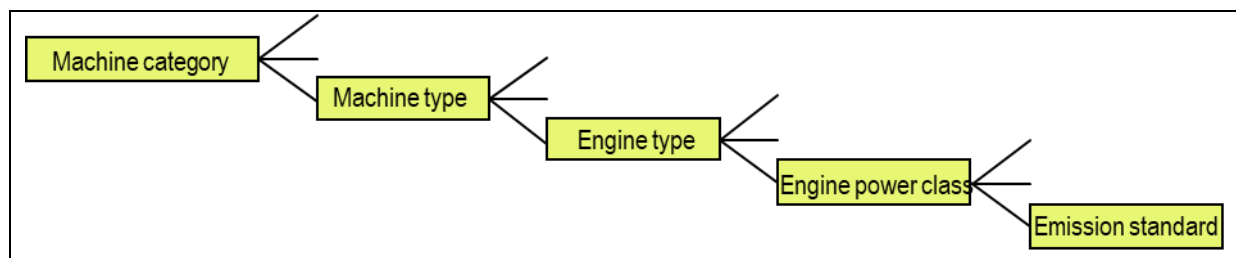 Machine category
Machine type
Engine type
Engine power class
Emission standard